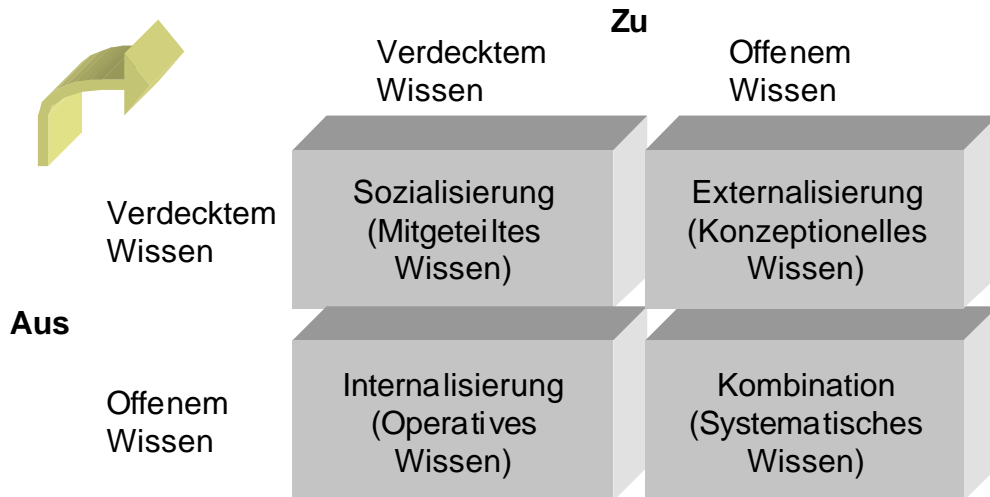 Zu
Verdecktem
Wissen
Offenem
Wissen
Verdecktem
Wissen
Sozialisierung
(Mitgeteiltes
Wissen)
Externalisierung
(Konzeptionelles
Wissen)
Aus
Offenem
Wissen
Internalisierung
(Operatives
Wissen)
Kombination
(Systematisches
Wissen)